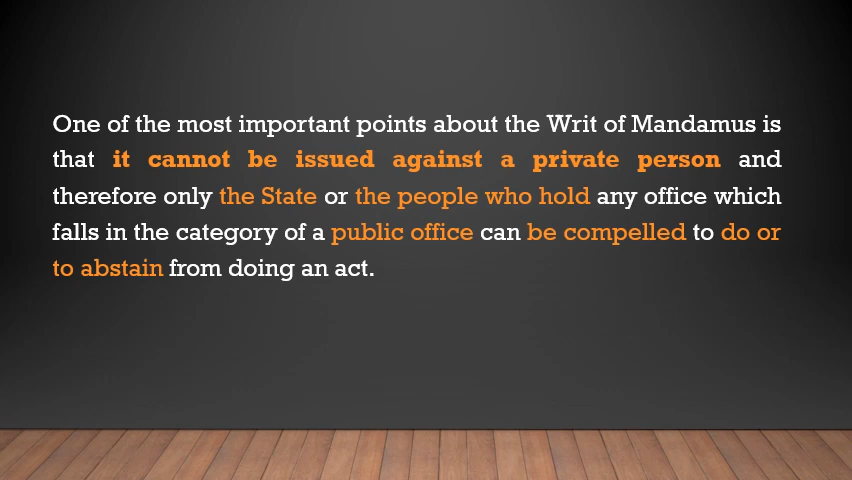 One of the most important points about the Writ of Mandamus is
that it cannot be issued against a private person and
therefore only the State or the people who hold any office which
falls in the category of a public office can be compelled to do or
to abstain from doing an act.